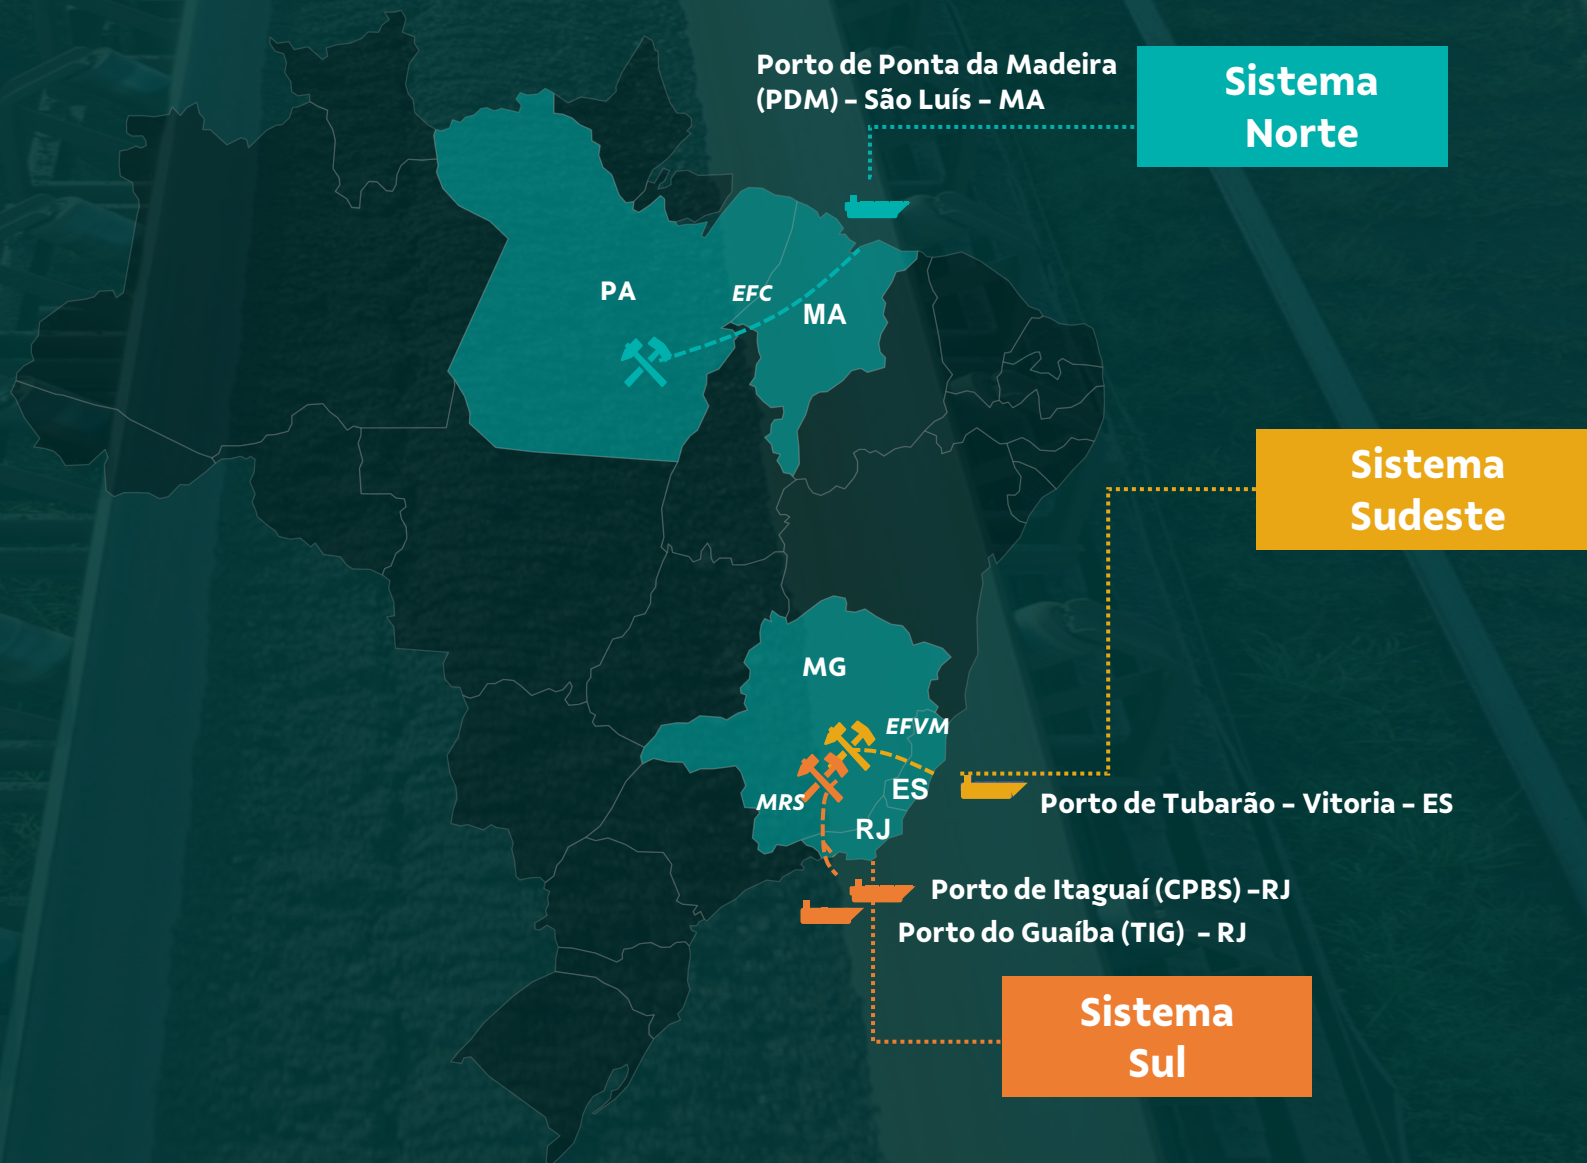 Porto de Ponta da Madeira
(PDM) – São Luís – MA
Sistema
Norte
PA
EFC
MA
Sistema
Sudeste
MG
EFVM
ES
MRS
RJ
Porto de Tubarão – Vitoria – ES
Porto de Itaguaí (CPBS) –RJ
Porto do Guaíba (TIG) – RJ
Sistema
Sul